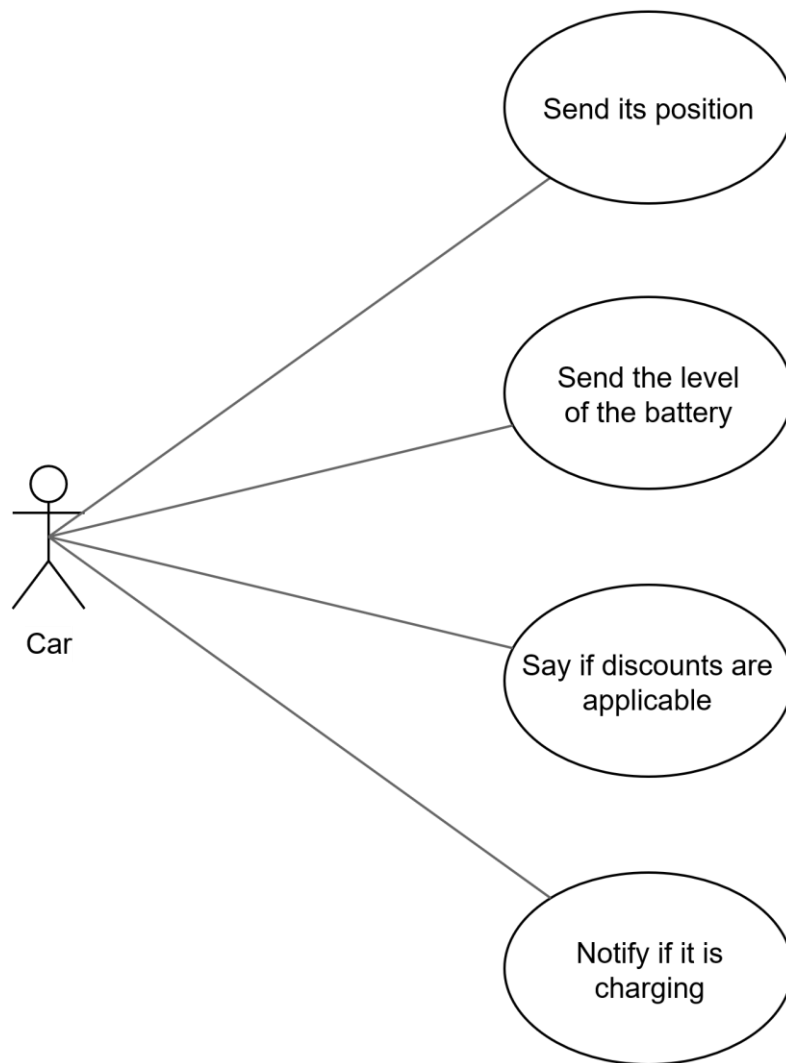 Send its position
Send the level
of the battery
Car
Say if discounts are
applicable
Notify if it is
charging